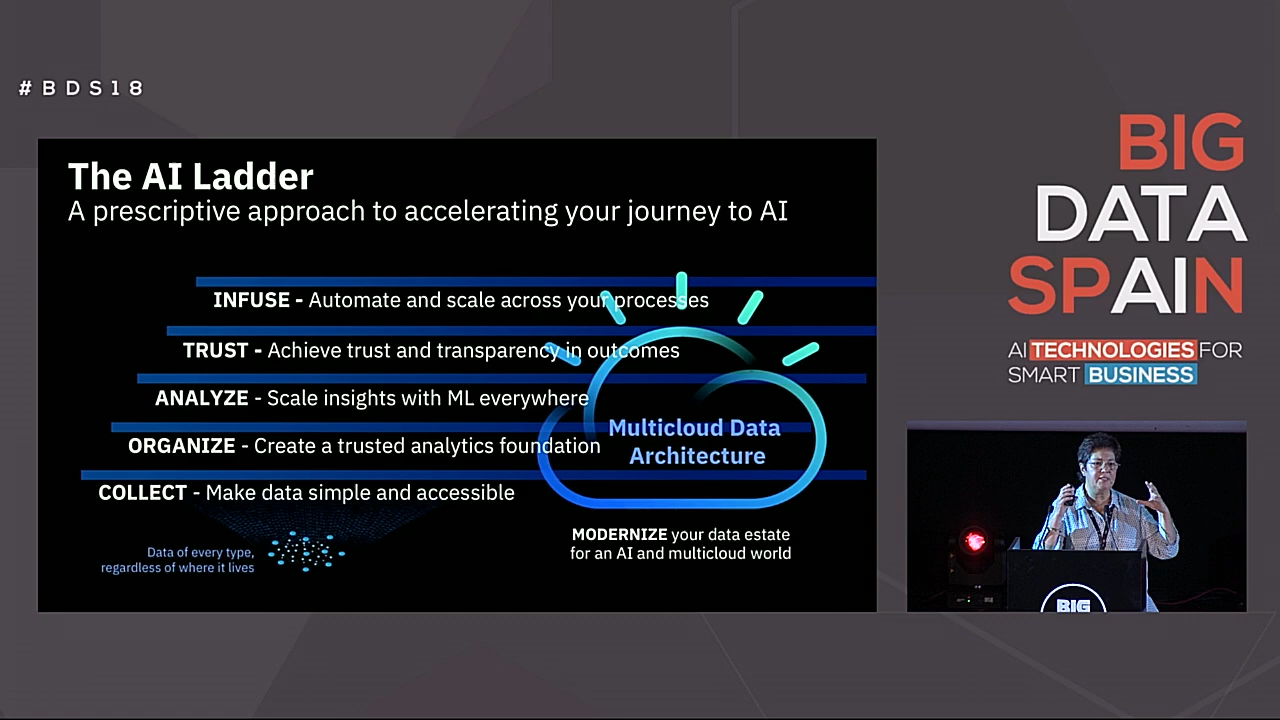 #BDS18
The AI Ladder
A prescriptive approach to accelerating your journey to AI
INFUSE - Automate and scale across your processes
TRUST - Achieve trust and transparency in outcomes
ANALYZE - Scale insights with ML everywhere
ORGANIZE - Create a trusted analytics foundation
COLLECT - Make data simple and accessible
Multicloud Data
Architecture
Data of every type,
regardless of where it lives
MODERNIZE your data estate
for an AI and multicloud world
BIG
DATA
SPAIN
AI TECHNOLOGIES FOR
SMART BUSINESS
BIG